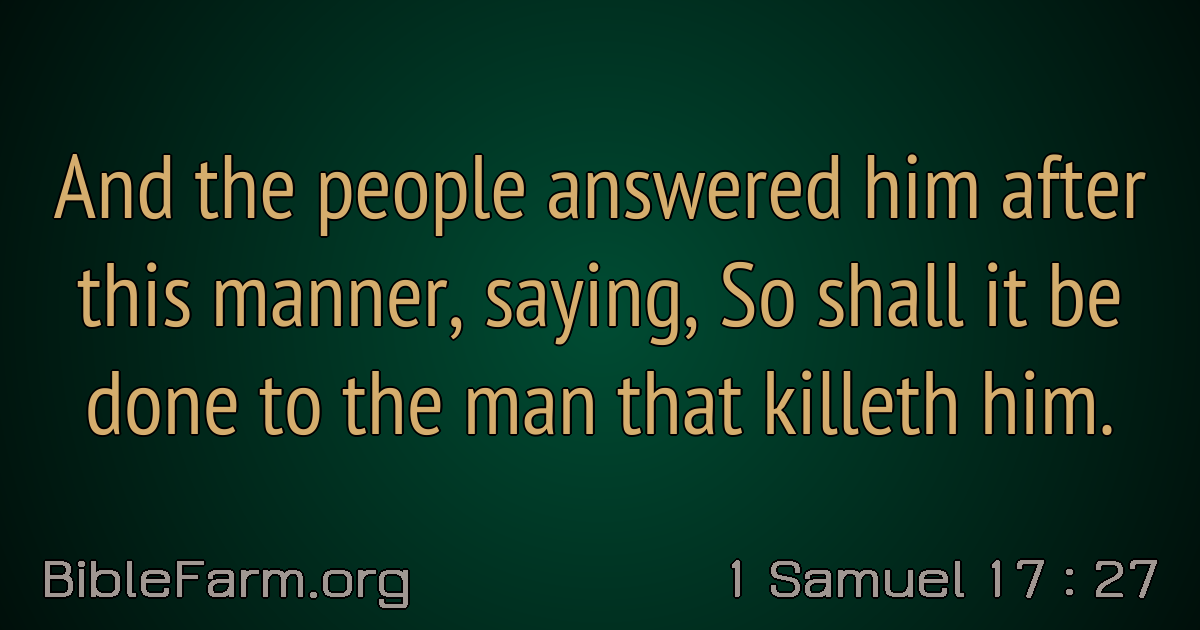 And the people answered him after
this manner, saying, So shall it be
done to the man that killeth him.
BibleFarm.org
1 Samuel 17 : 27